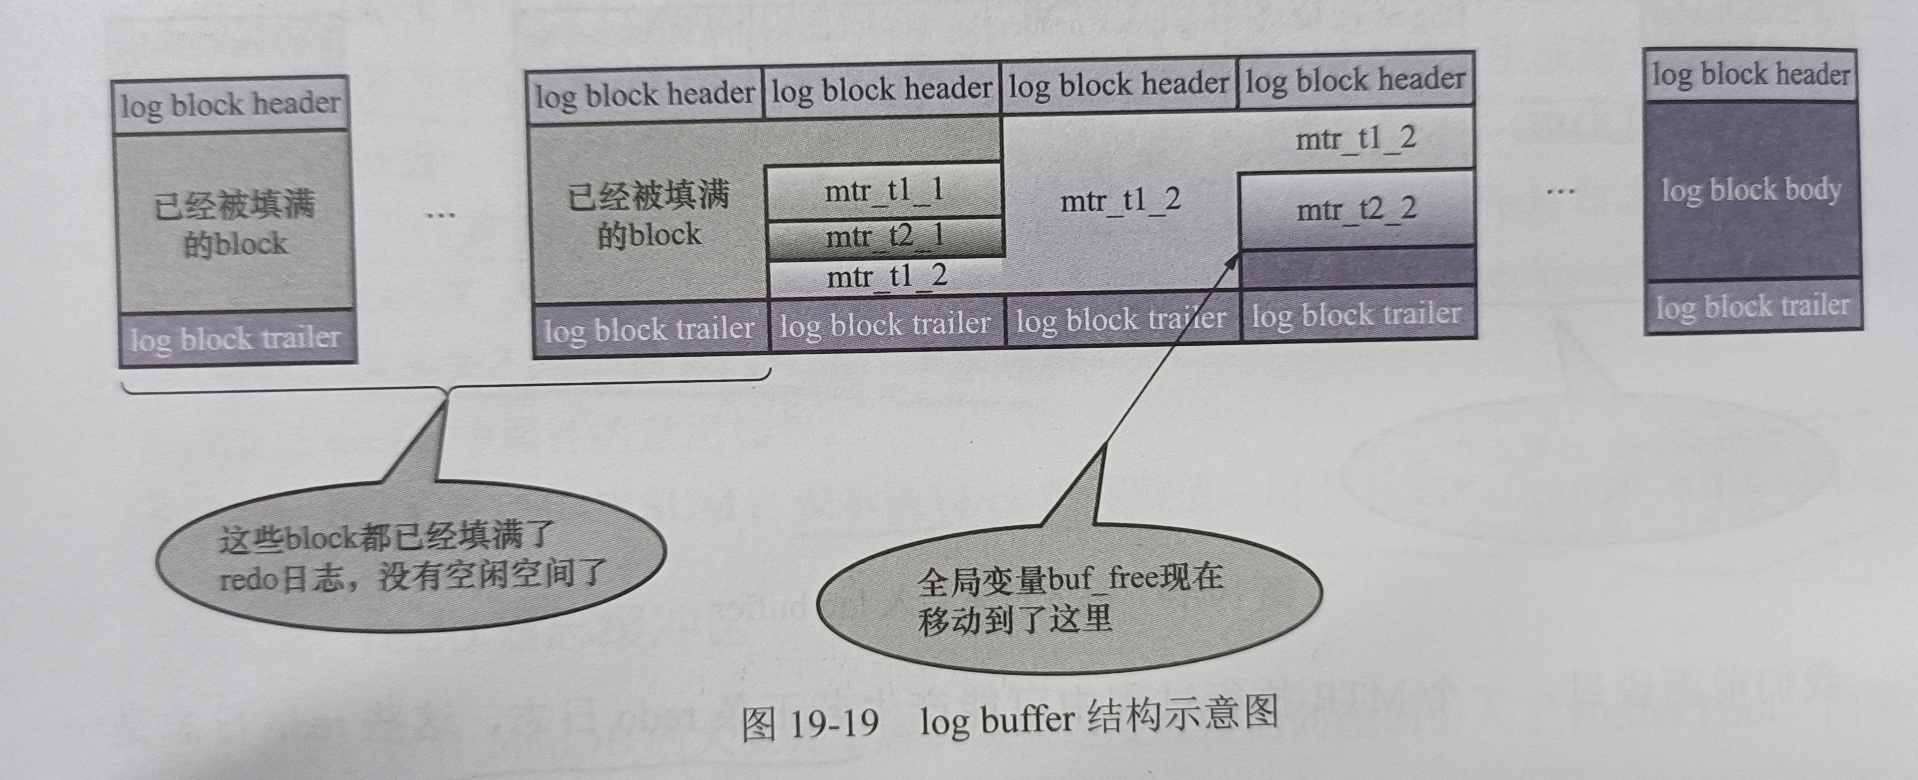 log block header
已经被填满
的block
log block trailer
...
log block header
已经被填满
的block
log block trailer
log block header
mtr_t1_1
mtr_t2_1
mtr_t1_2
log block trailer
log block header
mtr_t1_2
log block trailer
log block header
mtr_t1_2
mtr_t2_2
log block trailer
...
log block header
log block body
log block trailer
这些block都已经填满了
redo日志，没有空闲空间了
全局变量buf_free现在
移动到了这里
图 19-19 log buffer 结构示意图